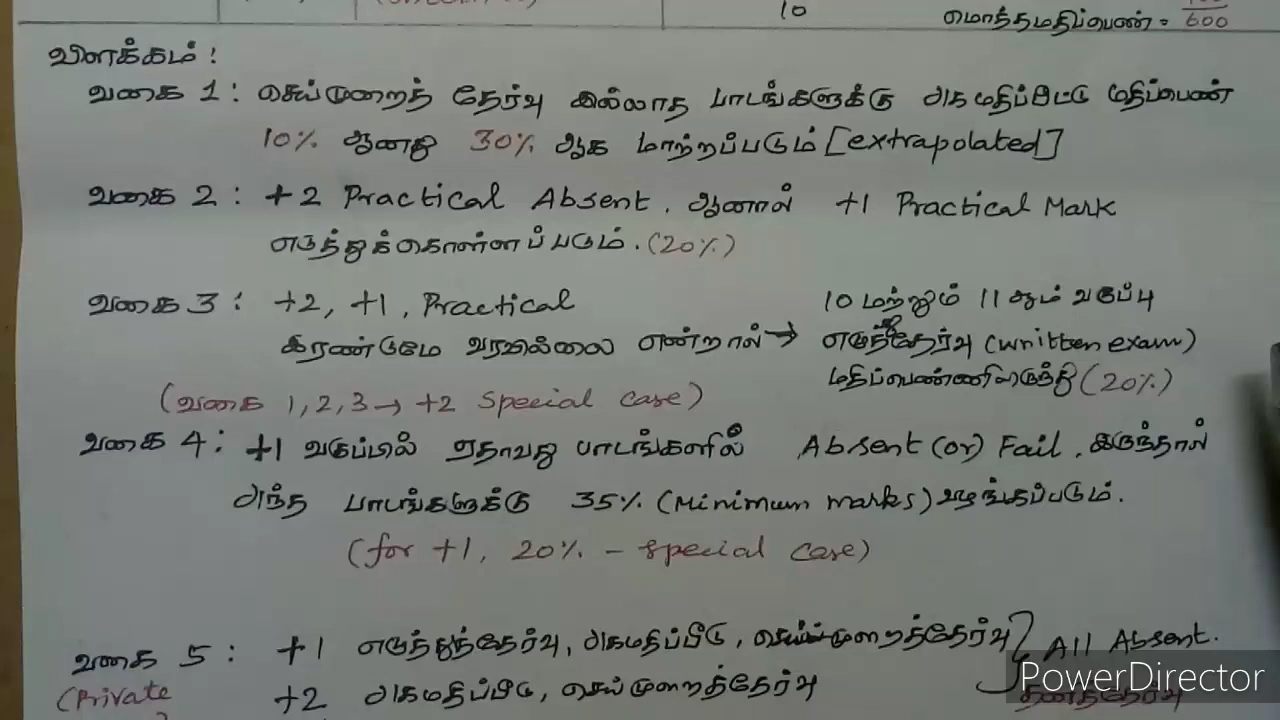 10
மொத்தமதிப்பெண் = 600
விளக்கம் :
வகை 1 : செய்முறைத் தேர்வு இல்லாத பாடங்களுக்கு அகமதிப்பீட்டு மதிப்பெண்
10% ஆனது 30% ஆக மாற்றப்படும் [extrapolated]
வகை 2 : +2 Practical Absent. ஆனால் +1 Practical Mark
எடுத்துக்கொள்ளப்படும். (20%)
வகை 3 : +2, +1, Practical 10 மற்றும் 11 ஆம் வகுப்பு
இரண்டுமே வரவில்லை என்றால் → எழுத்தேர்வு (written exam)
மதிப்பெண்ணிலிருந்து (20%)
(வகை 1, 2, 3 → +2 Special Case)
வகை 4 : +1 வகுப்பில் ஏதாவது பாடங்களில் Absent (or) Fail, இருந்தால்
அந்த பாடங்களுக்கு 35% (Minimum marks) வழங்கப்படும்.
(for +1, 20% - special case)
வகை 5 : +1 எழுத்துத்தேர்வு, அகமதிப்பீடு, செய்முறைத்தேர்வு } All Absent.
(Private +2 அகமதிப்பீடு, செய்முறைத்தேர்வு தனித்தேர்வு
PowerDirector